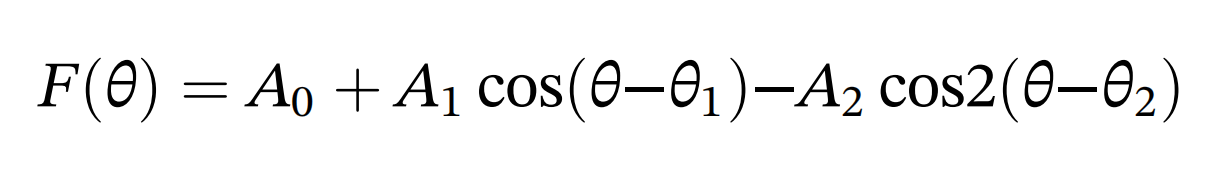 F(θ) = A₀ + A₁ cos(θ−θ₁)−A₂ cos2(θ−θ₂)